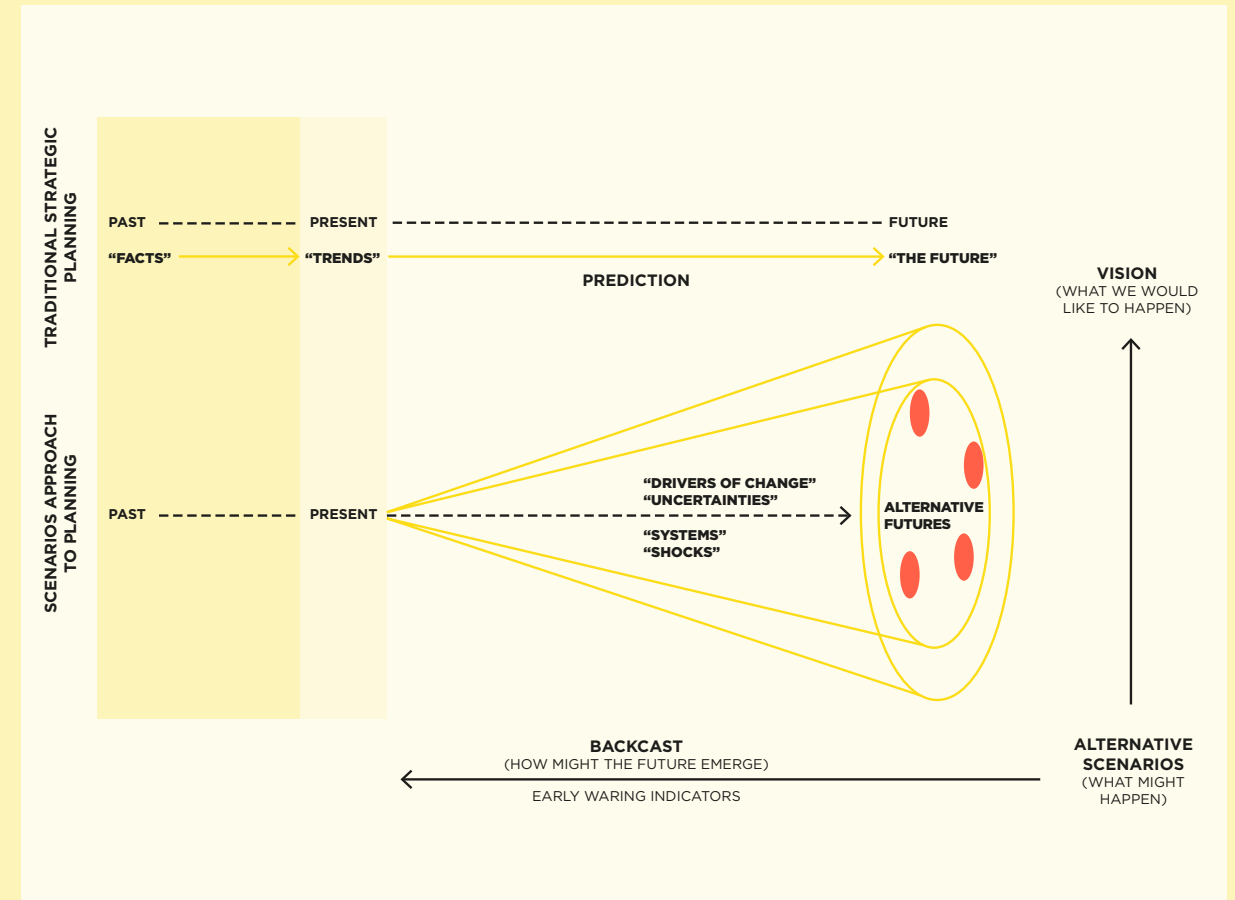 TRADITIONAL STRATEGIC
PLANNING
PAST
PRESENT
FUTURE
“FACTS”
“TRENDS”
“THE FUTURE”
PREDICTION
VISION
(WHAT WE WOULD
LIKE TO HAPPEN)
SCENARIOS APPROACH
TO PLANNING
PAST
PRESENT
“DRIVERS OF CHANGE”
“UNCERTAINTIES”
“SYSTEMS”
“SHOCKS”
ALTERNATIVE
FUTURES
BACKCAST
(HOW MIGHT THE FUTURE EMERGE)
EARLY WARING INDICATORS
ALTERNATIVE
SCENARIOS
(WHAT MIGHT
HAPPEN)